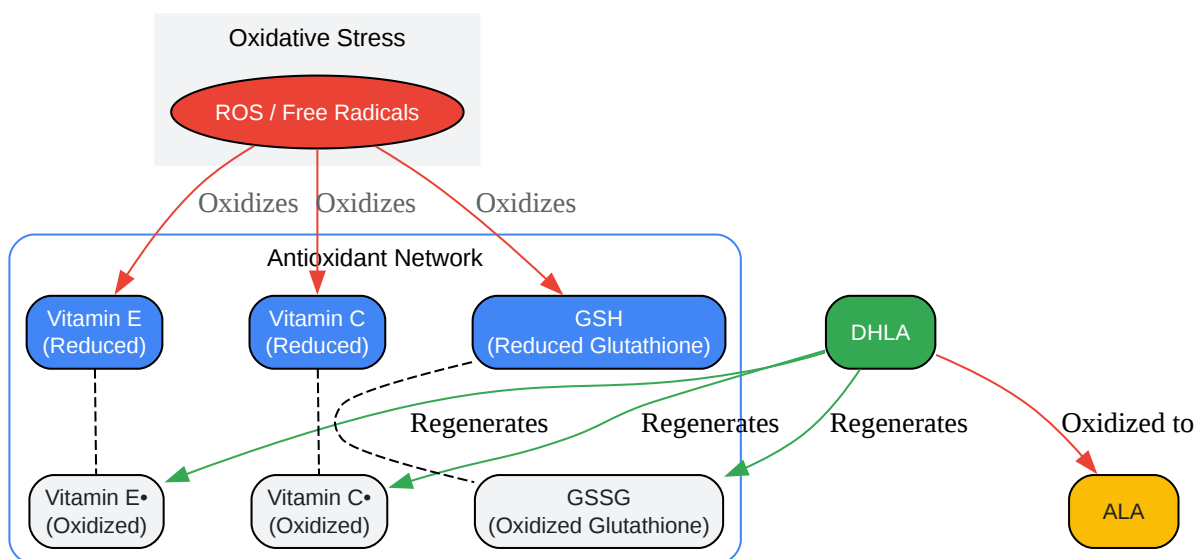 Oxidative Stress
ROS / Free Radicals
Oxidizes
Oxidizes
Oxidizes
Antioxidant Network
Vitamin E
(Reduced)
Vitamin C
(Reduced)
GSH
(Reduced Glutathione)
DHLA
Regenerates
Regenerates
Regenerates
Oxidized to
Vitamin E•
(Oxidized)
Vitamin C•
(Oxidized)
GSSG
(Oxidized Glutathione)
ALA